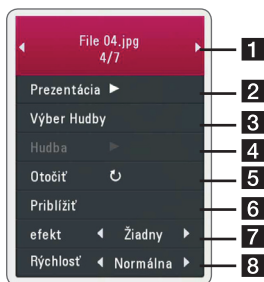 File 04.jpg
4/7
1
Prezentácia
2
Výber Hudby
3
Hudba
4
Otočiť
5
Priblížiť
6
efekt Žiadny
7
Rýchlosť Normálna
8